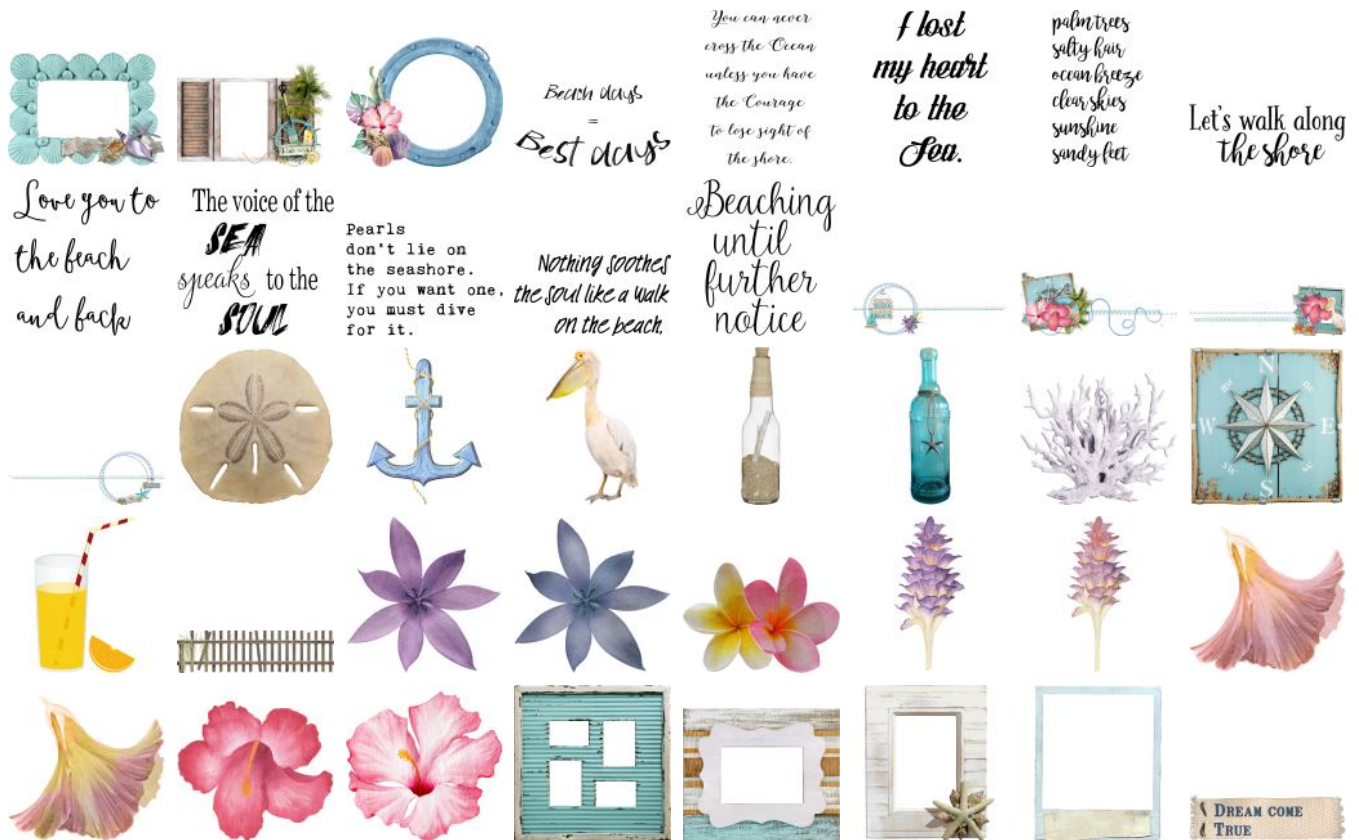 Beach days
=
Best days
You can never
cross the Ocean
unless you have
the Courage
to lose sight of
the shore.
I lost
my heart
to the
Sea.
palm trees
salty hair
ocean breeze
clear skies
sunshine
sandy feet
Let's walk along
the shore
Love you to
the beach
and back
The voice of the
SEA
speaks to the
SOUL
Pearls
don't lie on
the seashore.
If you want one,
you must dive
for it.
Nothing soothes
the soul like a walk
on the beach.
Beaching
until
further
notice
N
W E
SW SE
S
DREAM COME
TRUE